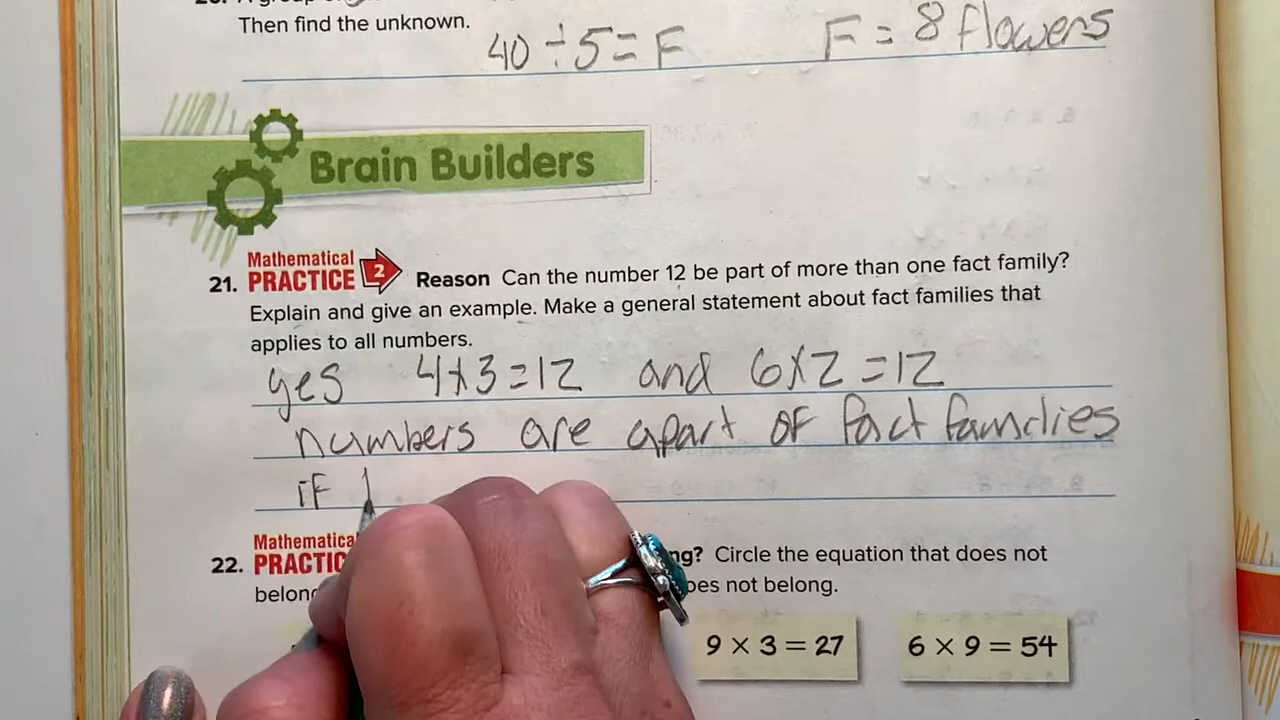 Then find the unknown.
40 ÷ 5 = F F = 8 flowers
Brain Builders
Mathematical
21. PRACTICE 2 Reason Can the number 12 be part of more than one fact family?
Explain and give an example. Make a general statement about fact families that
applies to all numbers.
yes 4x3=12 and 6x2=12
numbers are apart of fact families
if
Mathematica
22. PRACTIC ng? Circle the equation that does not
belong oes not belong.
9 × 3 = 27 6 × 9 = 54